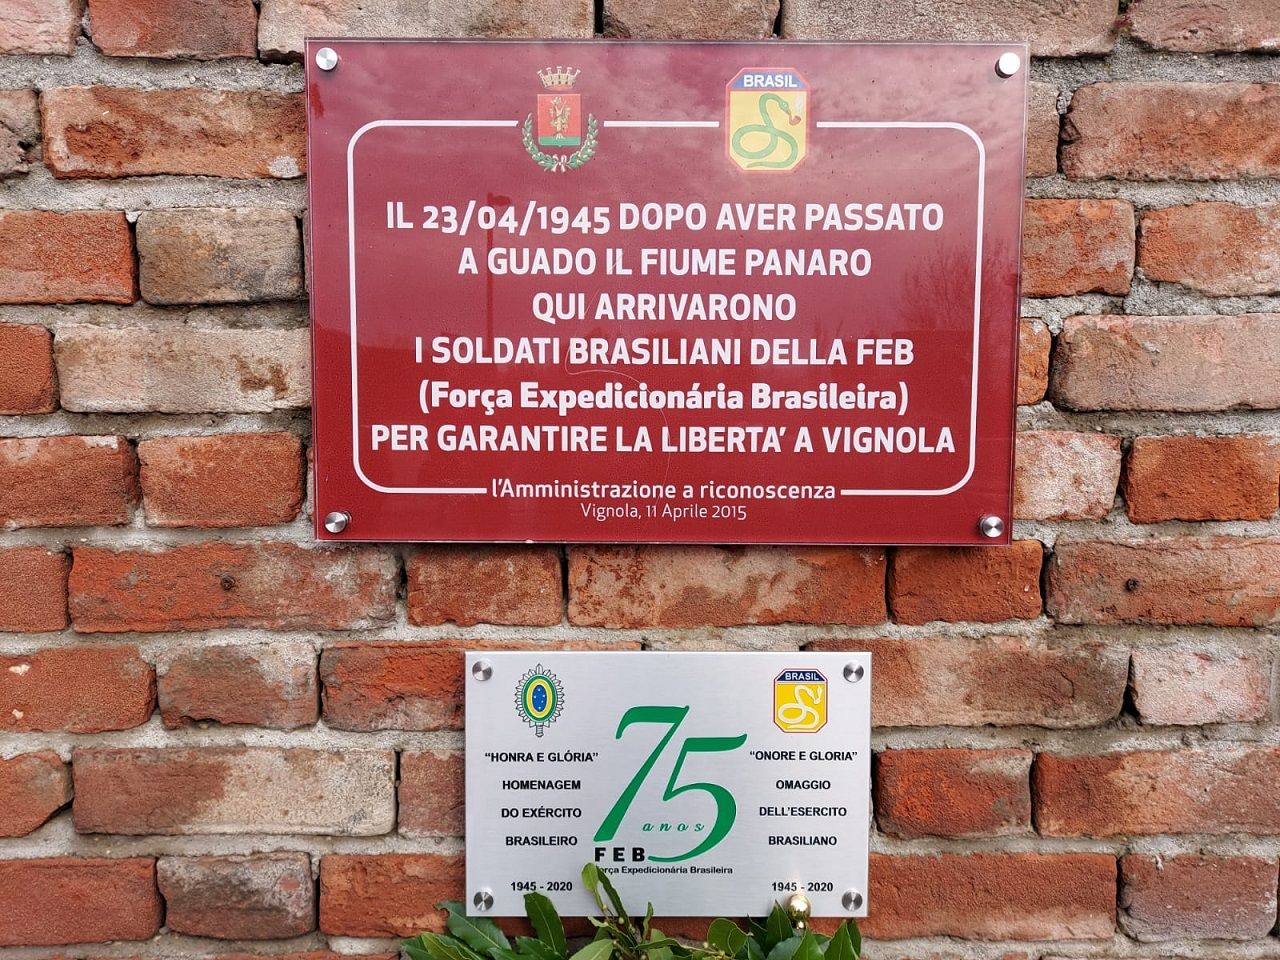 BRASIL
IL 23/04/1945 DOPO AVER PASSATO
A GUADO IL FIUME PANARO
QUI ARRIVARONO
I SOLDATI BRASILIANI DELLA FEB
(Força Expedicionária Brasileira)
PER GARANTIRE LA LIBERTA' A VIGNOLA
l'Amministrazione a riconoscenza
Vignola, 11 Aprile 2015
"HONRA E GLÓRIA"
HOMENAGEM
DO EXÉRCITO
BRASILEIRO
1945 - 2020
75
anos
FEB
Força Expedicionária Brasileira
BRASIL
"ONORE E GLORIA"
OMAGGIO
DELL'ESERCITO
BRASILIANO
1945 - 2020